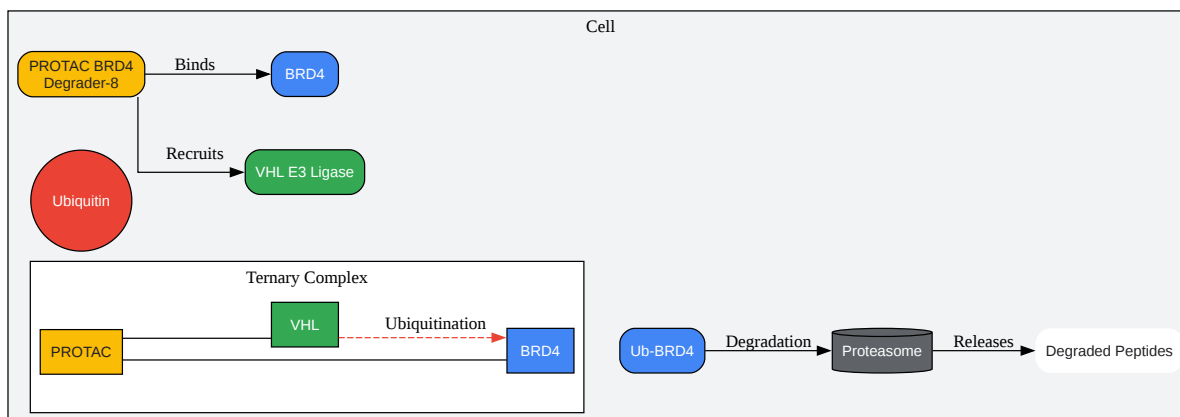 Cell
PROTAC BRD4
Degrader-8
Binds
BRD4
Recruits
VHL E3 Ligase
Ubiquitin
Ternary Complex
PROTAC
VHL
Ubiquitination
BRD4
Ub-BRD4
Degradation
Proteasome
Releases
Degraded Peptides